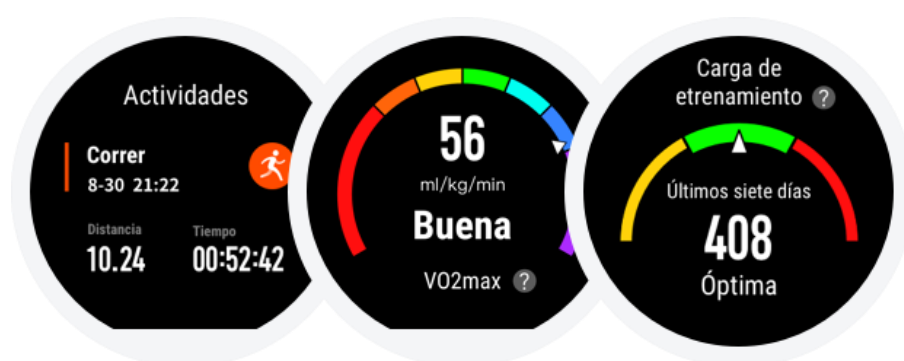 Actividades
Correr
8-30 21:22
Distancia
Tiempo
10.24
00:52:42
56
ml/kg/min
Buena
VO2max ?
Carga de
etrenamiento ?
Últimos siete días
408
Óptima